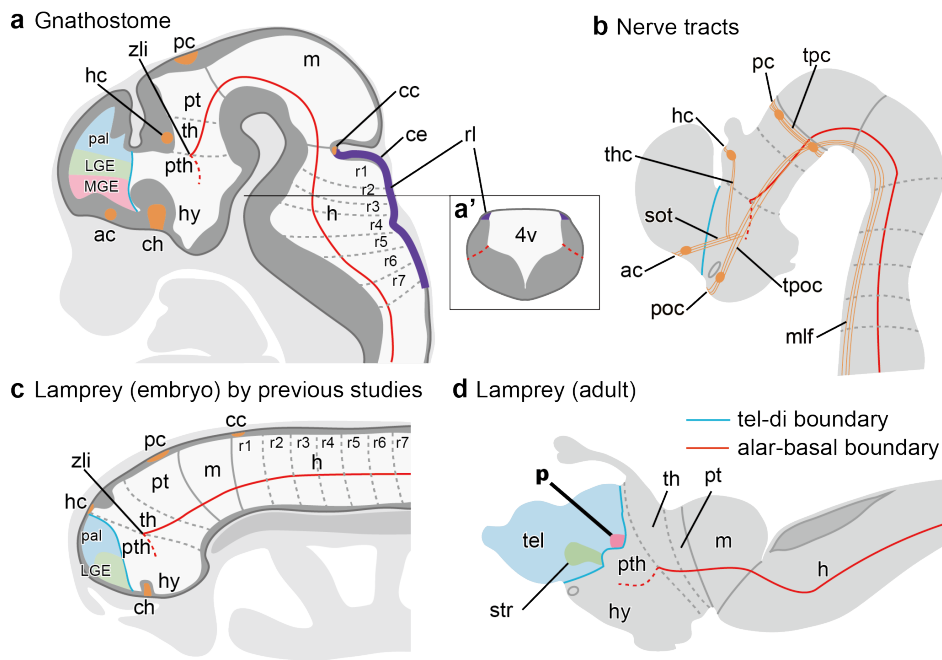 a Gnathostome
pc
zli
hc
m
pt
th
pth
pal
LGE
MGE
hy
ac
ch
cc
ce
rl
r1
r2
r3
r4
r5
r6
r7
h
a’
4v
b Nerve tracts
pc
tpc
hc
thc
sot
ac
poc
tpoc
mlf
c Lamprey (embryo) by previous studies
cc
pc
zli
hc
pt
m
r1 r2 r3 r4 r5 r6 r7
h
th
pth
pal
LGE
hy
ch
d Lamprey (adult)
tel-di boundary
alar-basal boundary
p
th
pt
tel
m
pth
str
hy
h